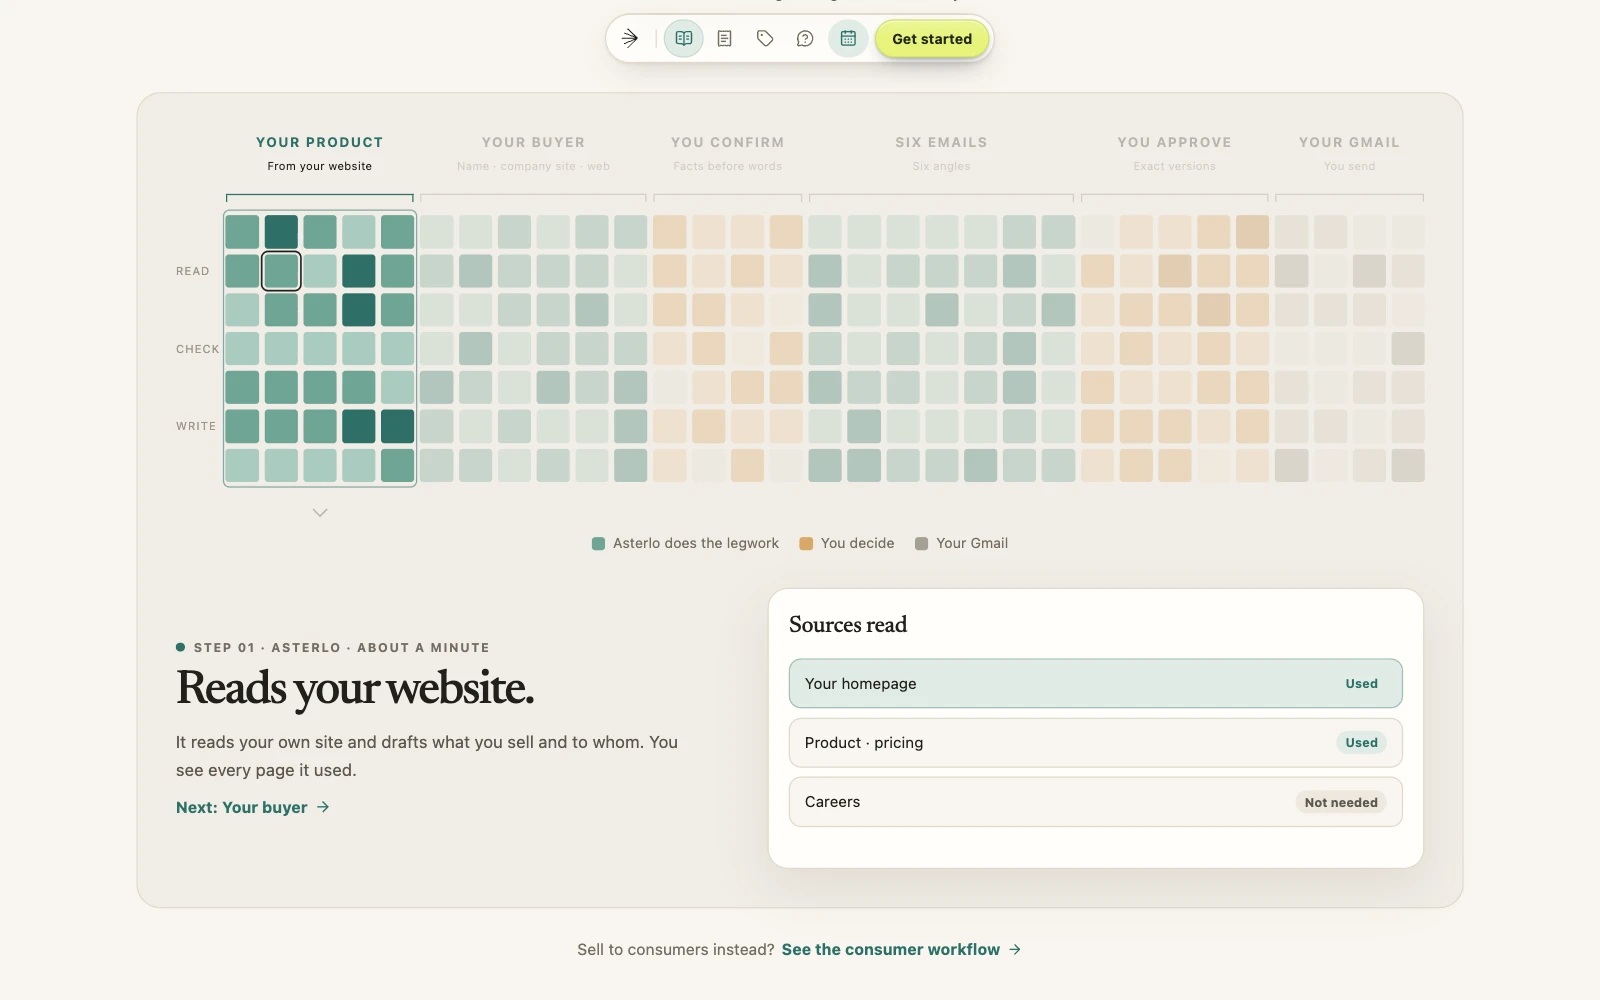 Get started
YOUR PRODUCT
From your website
YOUR BUYER
Name · company site · web
YOU CONFIRM
Facts before words
SIX EMAILS
Six angles
YOU APPROVE
Exact versions
YOUR GMAIL
You send
READ
CHECK
WRITE
Asterlo does the legwork
You decide
Your Gmail
STEP 01 · ASTERLO · ABOUT A MINUTE
Reads your website.
It reads your own site and drafts what you sell and to whom. You
see every page it used.
Next: Your buyer →
Sources read
Your homepage Used
Product · pricing Used
Careers Not needed
Sell to consumers instead? See the consumer workflow →